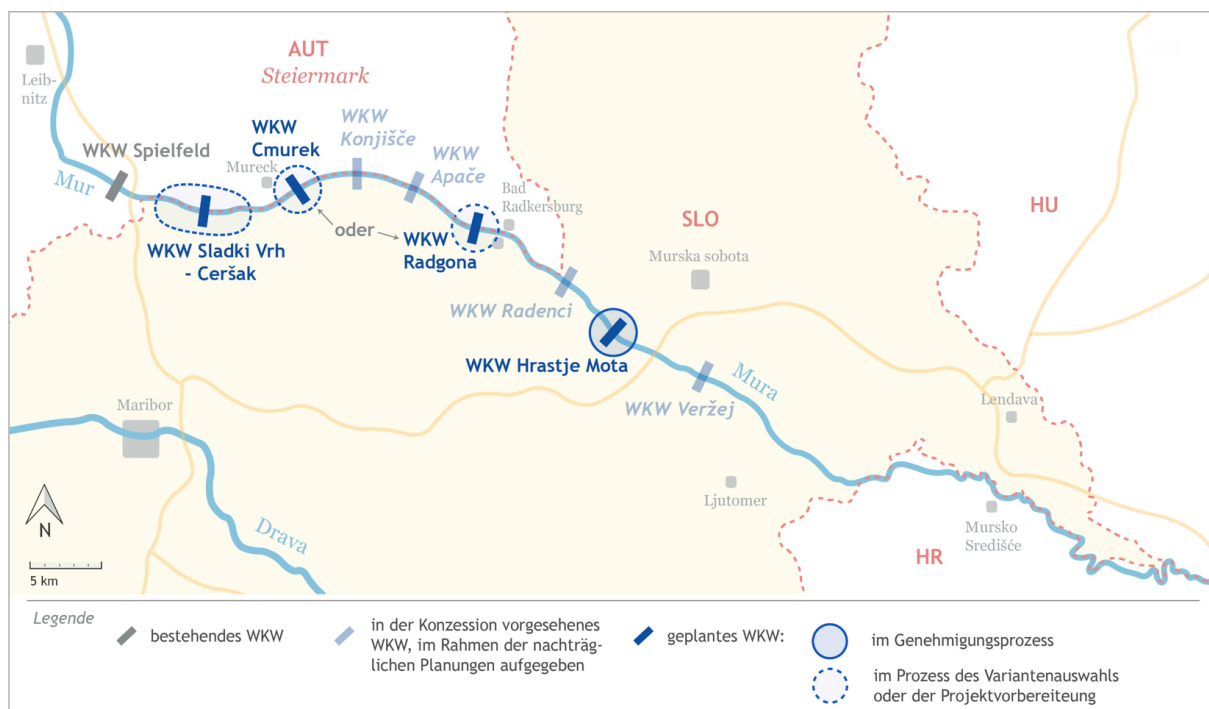 AUT
Steiermark
Leib-
nitz
WKW Spielfeld
Mur
WKW
Cmurek
Mureck
WKW
Konjišče
WKW
Apače
Bad
Radkersburg
oder
WKW
Radgona
WKW Sladki Vrh
- Ceršak
SLO
HU
Murska sobota
WKW Radenci
WKW Hrastje Mota
WKW Veržej
Mura
Maribor
Lendava
Ljutomer
Drava
HR
Mursko
Središće
N
5 km
Legende
bestehendes WKW
in der Konzession vorgesehenes
WKW, im Rahmen der nachträg-
lichen Planungen aufgegeben
geplantes WKW:
im Genehmigungsprozess
im Prozess des Variantenauswahls
oder der Projektvorbereiteung